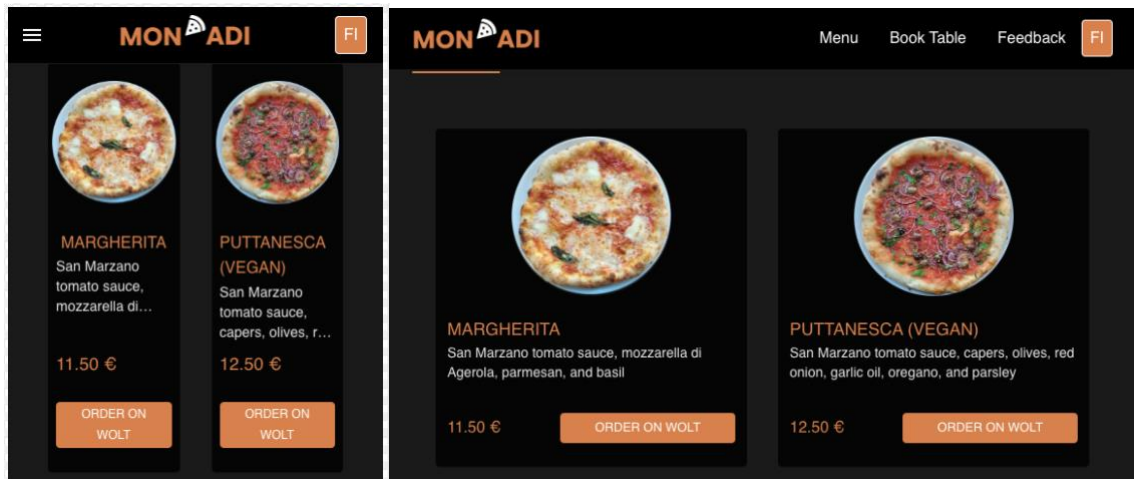 MON ADI
FI
MARGHERITA
San Marzano
tomato sauce,
mozzarella di...
11.50 €
ORDER ON
WOLT
PUTTANESCA
(VEGAN)
San Marzano
tomato sauce,
capers, olives, r...
12.50 €
ORDER ON
WOLT
MON ADI
Menu
Book Table
Feedback
FI
MARGHERITA
San Marzano tomato sauce, mozzarella di
Agerola, parmesan, and basil
11.50 €
ORDER ON WOLT
PUTTANESCA (VEGAN)
San Marzano tomato sauce, capers, olives, red
onion, garlic oil, oregano, and parsley
12.50 €
ORDER ON WOLT